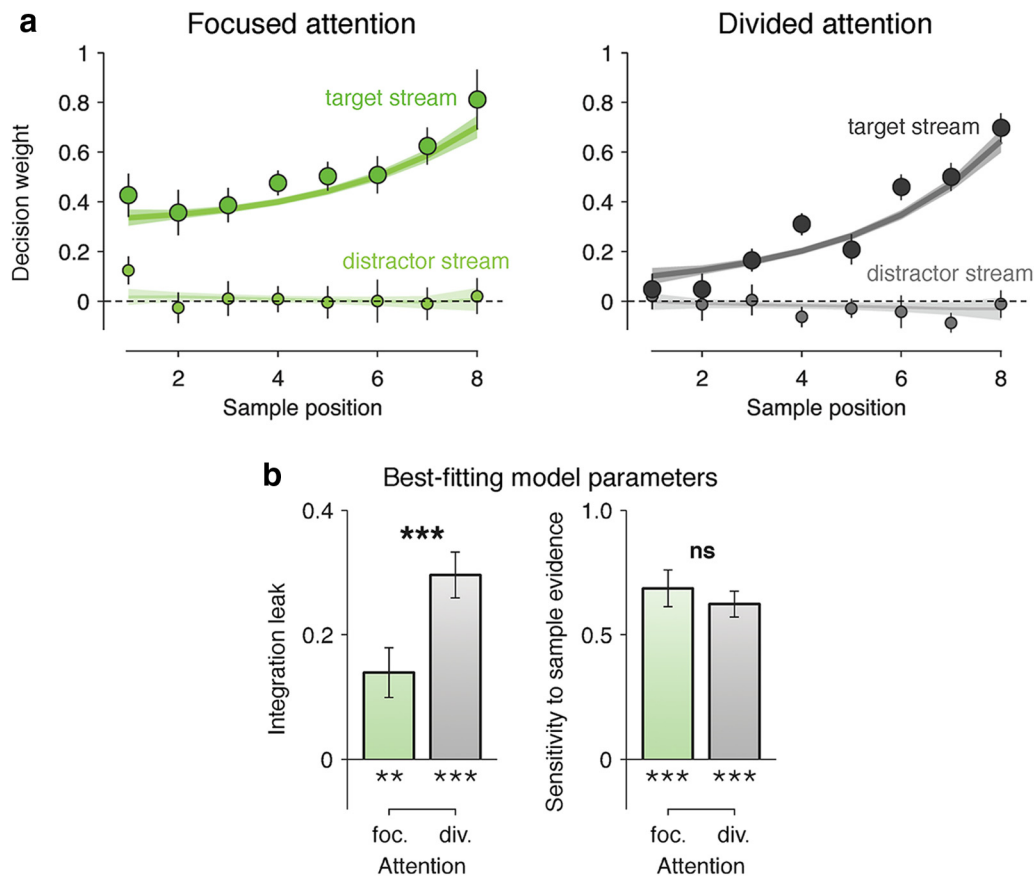 a
Focused attention
Divided attention
Decision weight
1
0.8
0.6
0.4
0.2
0
target stream
distractor stream
2
4
6
8
Sample position
1
0.8
0.6
0.4
0.2
0
target stream
distractor stream
2
4
6
8
Sample position
b
Best-fitting model parameters
Integration leak
0.4
0.2
0
***
**
***
foc.
div.
Attention
Sensitivity to sample evidence
1.0
0.5
0
ns
***
***
foc.
div.
Attention